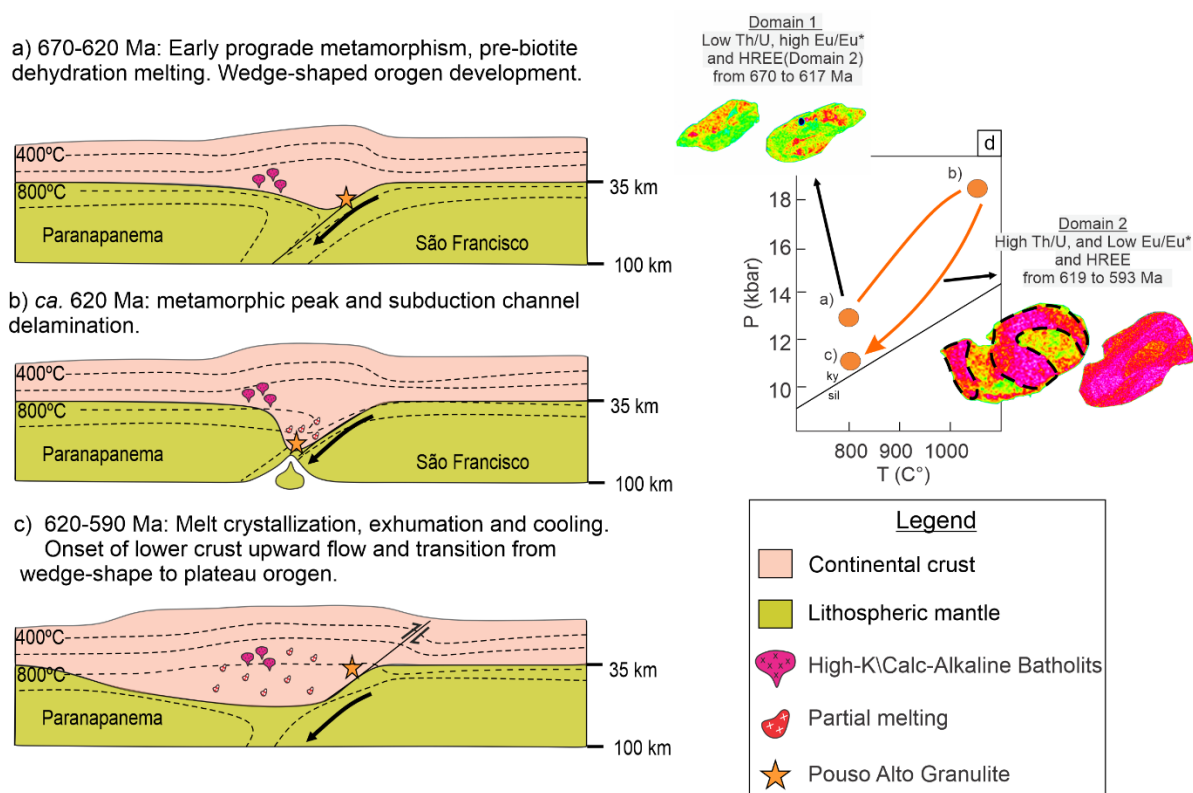 a) 670-620 Ma: Early prograde metamorphism, pre-biotite
dehydration melting. Wedge-shaped orogen development.
400ºC
800ºC
Paranapanema
São Francisco
35 km
100 km
b) ca. 620 Ma: metamorphic peak and subduction channel
delamination.
400ºC
800ºC
Paranapanema
São Francisco
35 km
100 km
c) 620-590 Ma: Melt crystallization, exhumation and cooling.
Onset of lower crust upward flow and transition from
wedge-shape to plateau orogen.
400ºC
800ºC
Paranapanema
35 km
100 km
Domain 1
Low Th/U, high Eu/Eu*
and HREE(Domain 2)
from 670 to 617 Ma
d
b)
a)
c)
ky
sil
18
16
14
12
10
P (kbar)
800 900 1000
T (C°)
Domain 2
High Th/U, and Low Eu/Eu*
and HREE
from 619 to 593 Ma
Legend
Continental crust
Lithospheric mantle
High-K\Calc-Alkaline Batholits
Partial melting
Pouso Alto Granulite